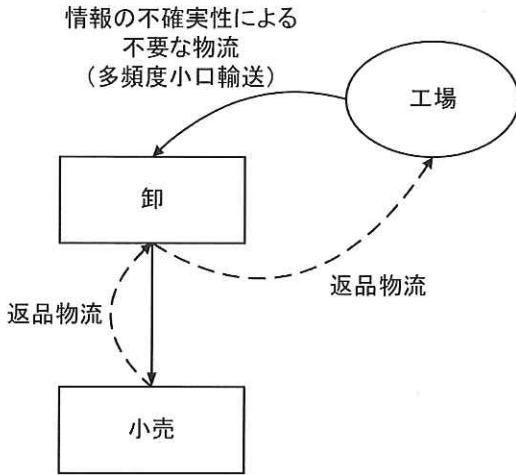 情報の不確実性による
不要な物流
（多頻度小口輸送）
工場
卸
返品物流
返品物流
小売